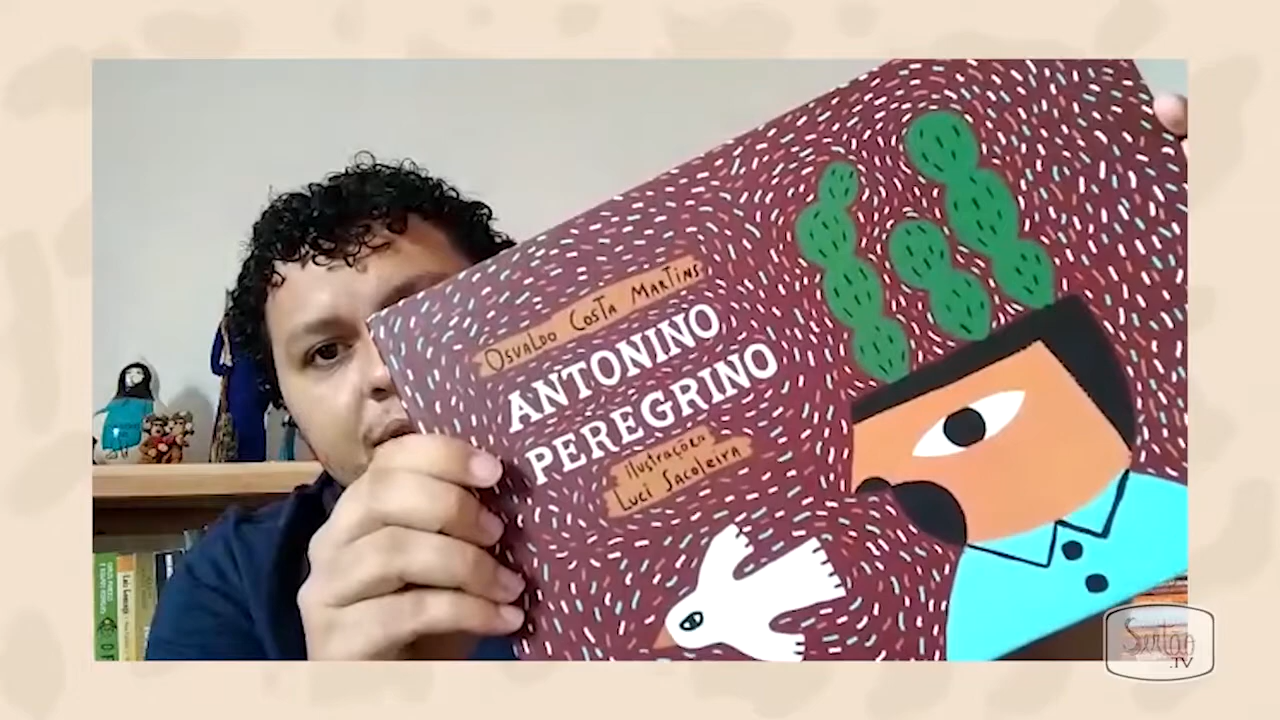 OSVALDO COSTA MARTINS
ANTONINO
PEREGRINO
ilustrações
Luci Sacoleira
Sertão
.TV